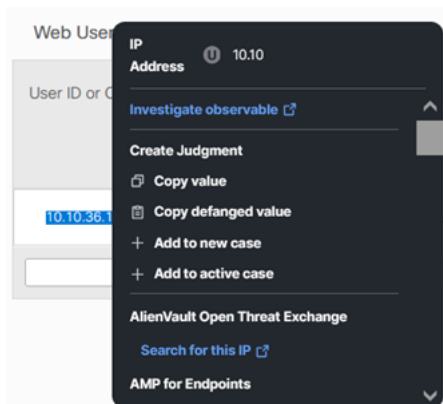 Web User
User ID or C
10.10.36.1
IP
Address
U 10.10
Investigate observable
Create Judgment
Copy value
Copy defanged value
Add to new case
Add to active case
AlienVault Open Threat Exchange
Search for this IP
AMP for Endpoints